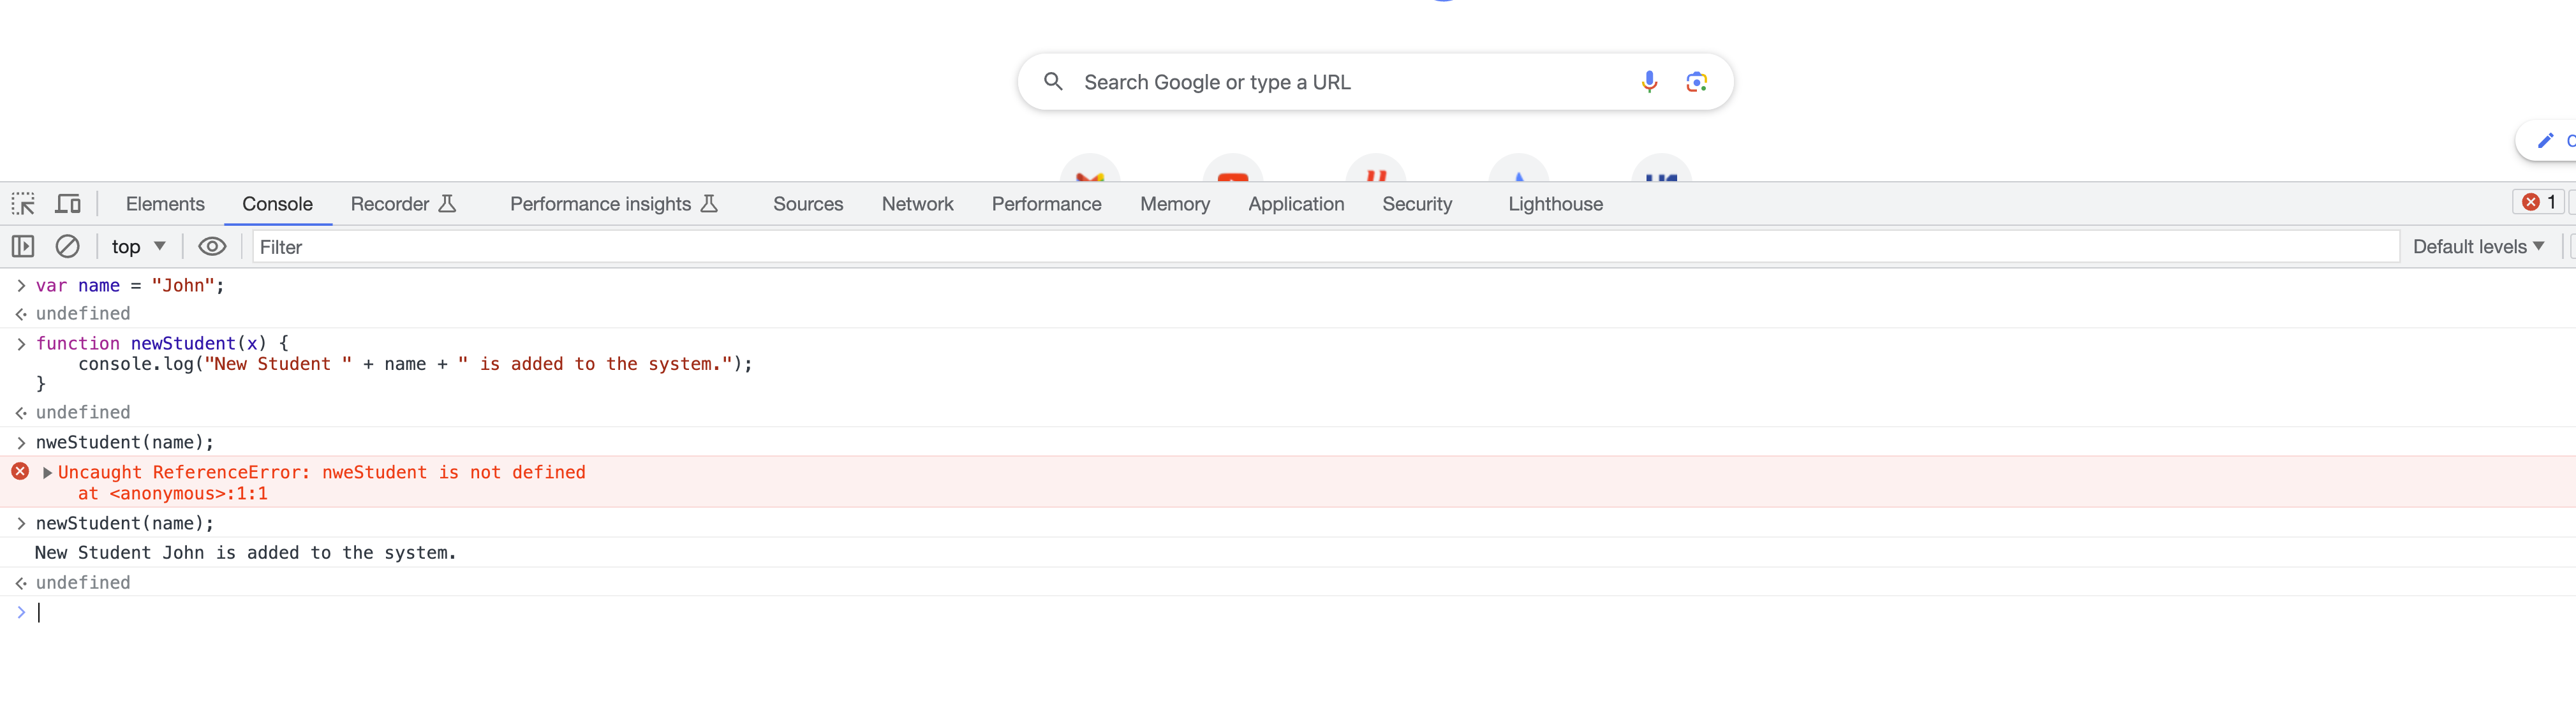 Search Google or type a URL
Elements Console Recorder Performance insights Sources Network Performance Memory Application Security Lighthouse 1
top Filter Default levels
> var name = "John";
undefined
> function newStudent(x) {
console.log("New Student " + name + " is added to the system.");
}
undefined
> nweStudent(name);
Uncaught ReferenceError: nweStudent is not defined
at <anonymous>:1:1
> newStudent(name);
New Student John is added to the system.
undefined
>